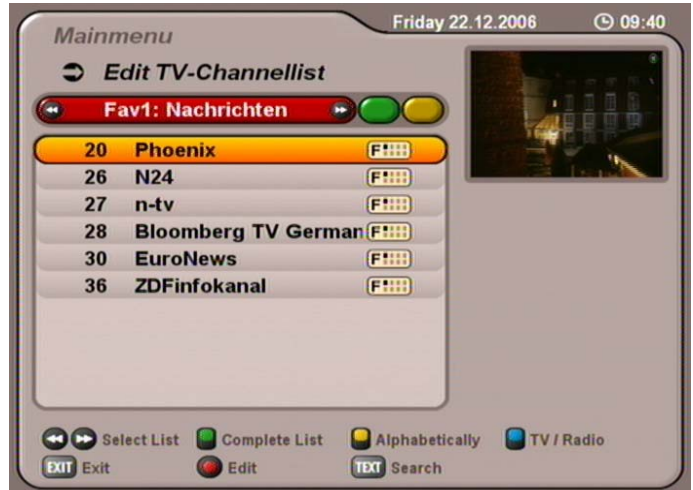 Mainmenu
Friday 22.12.2006 09:40
Edit TV-Channellist
Fav1: Nachrichten
20 Phoenix F
26 N24 F
27 n-tv F
28 Bloomberg TV German F
30 EuroNews F
36 ZDFinfokanal F
Select List Complete List Alphabetically TV / Radio
EXIT Exit Edit TEXT Search